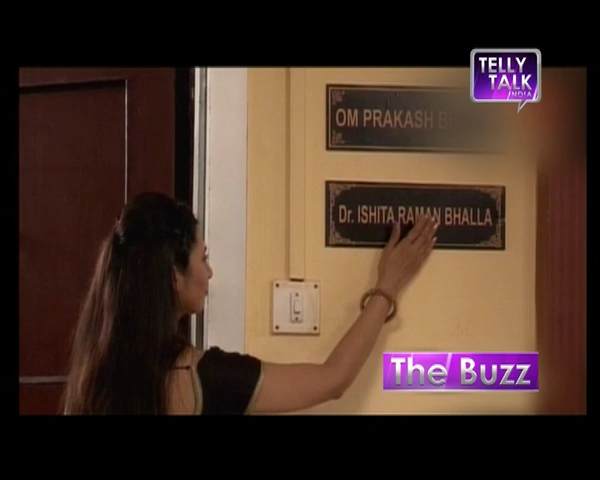 TELLY
TALK
INDIA
OM PRAKASH
Dr. ISHITA RAMAN BHALLA
The Buzz